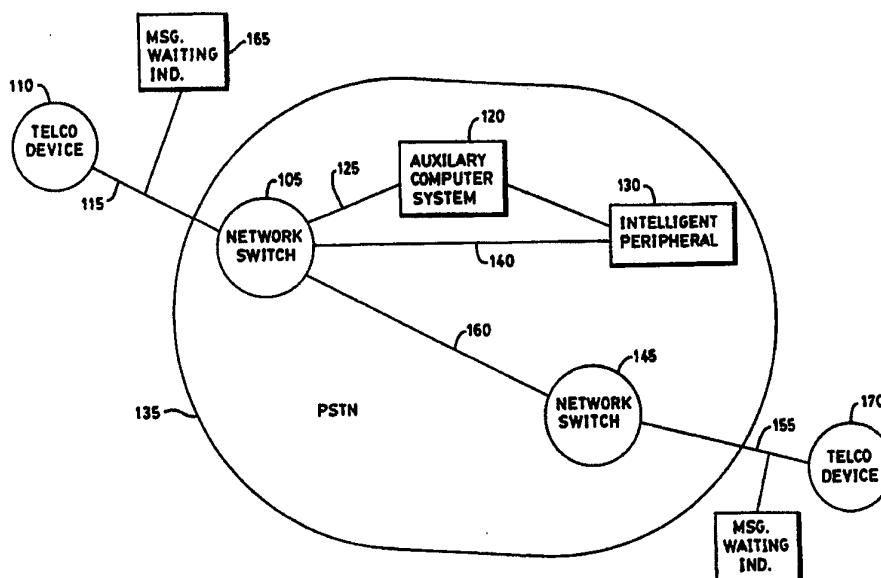 MSG.
WAITING
IND.
165
110
TELCO
DEVICE
115
120
AUXILARY
COMPUTER
SYSTEM
105
125
130
INTELLIGENT
PERIPHERAL
NETWORK
SWITCH
140
160
145
135
PSTN
NETWORK
SWITCH
170
155
TELCO
DEVICE
MSG.
WAITING
IND.